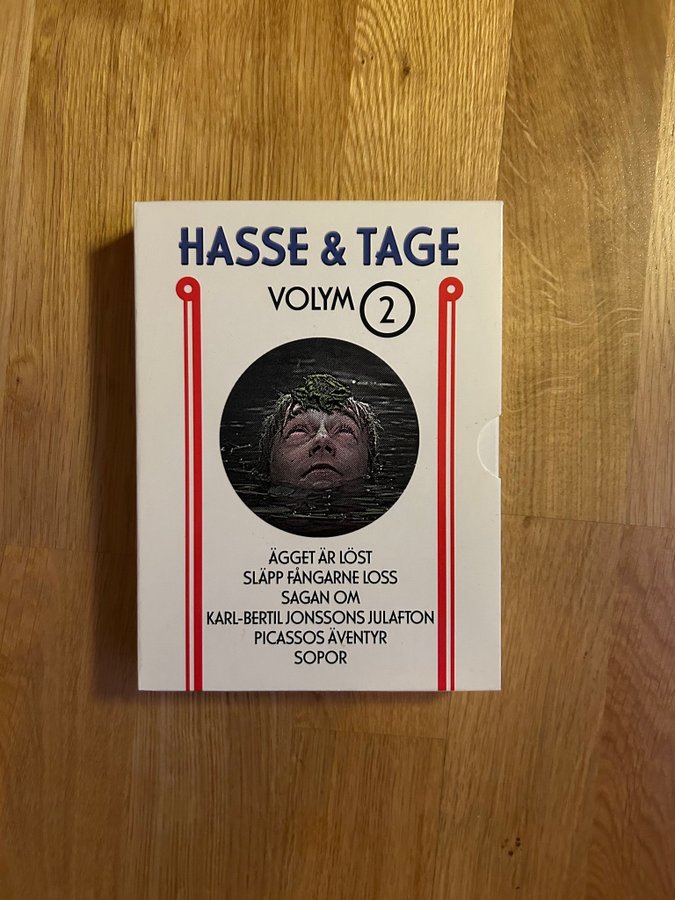 HASSE & TAGE
VOLYM 2
ÄGGET ÄR LÖST
SLÄPP FÅNGARNE LOSS
SAGAN OM
KARL-BERTIL JONSSONS JULAFTON
PICASSOS ÄVENTYR
SOPOR